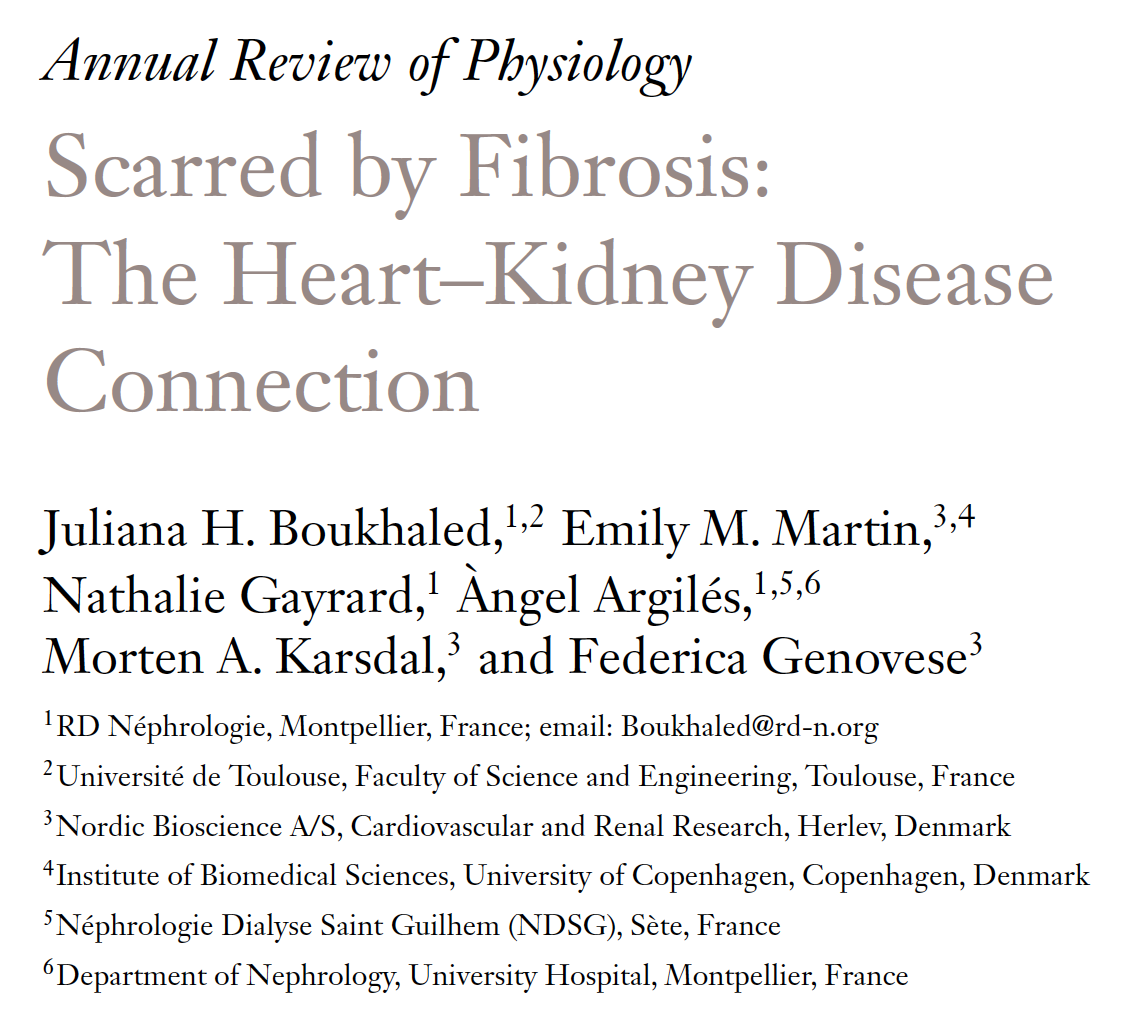 Annual Review of Physiology
Scarred by Fibrosis:
The Heart–Kidney Disease
Connection
Juliana H. Boukhaled,1,2 Emily M. Martin,3,4
Nathalie Gayrard,1 Àngel Argilés,1,5,6
Morten A. Karsdal,3 and Federica Genovese3
1RD Néphrologie, Montpellier, France; email: Boukhaled@rd-n.org
2Université de Toulouse, Faculty of Science and Engineering, Toulouse, France
3Nordic Bioscience A/S, Cardiovascular and Renal Research, Herlev, Denmark
4Institute of Biomedical Sciences, University of Copenhagen, Copenhagen, Denmark
5Néphrologie Dialyse Saint Guilhem (NDSG), Sète, France
6Department of Nephrology, University Hospital, Montpellier, France